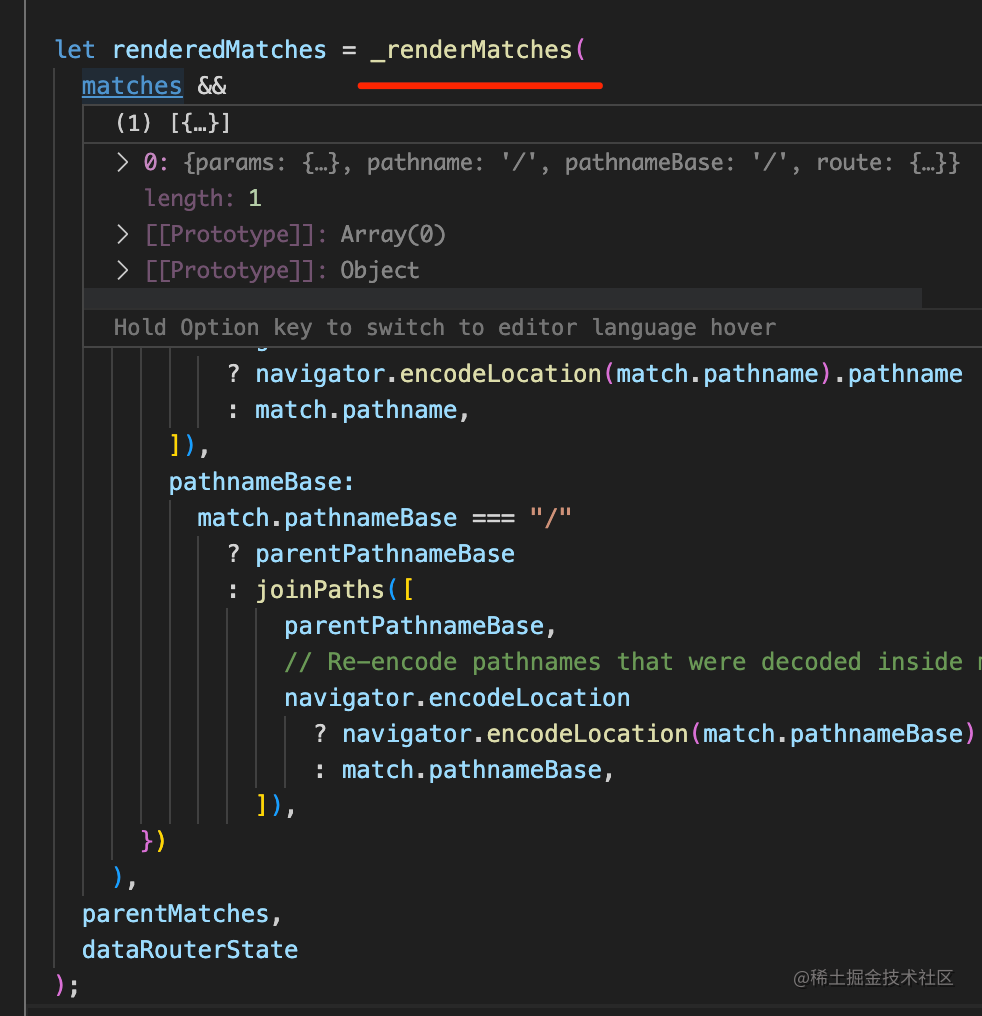 let renderedMatches = _renderMatches(
matches &&
(1) [{…}]
0: {params: {…}, pathname: '/', pathnameBase: '/', route: {…}}
length: 1
[[Prototype]]: Array(0)
[[Prototype]]: Object
Hold Option key to switch to editor language hover
? navigator.encodeLocation(match.pathname).pathname
: match.pathname,
]),
pathnameBase:
match.pathnameBase === "/"
? parentPathnameBase
: joinPaths([
parentPathnameBase,
// Re-encode pathnames that were decoded inside
navigator.encodeLocation
? navigator.encodeLocation(match.pathnameBase)
: match.pathnameBase,
]),
})
),
parentMatches,
dataRouterState
);
@稀土掘金技术社区